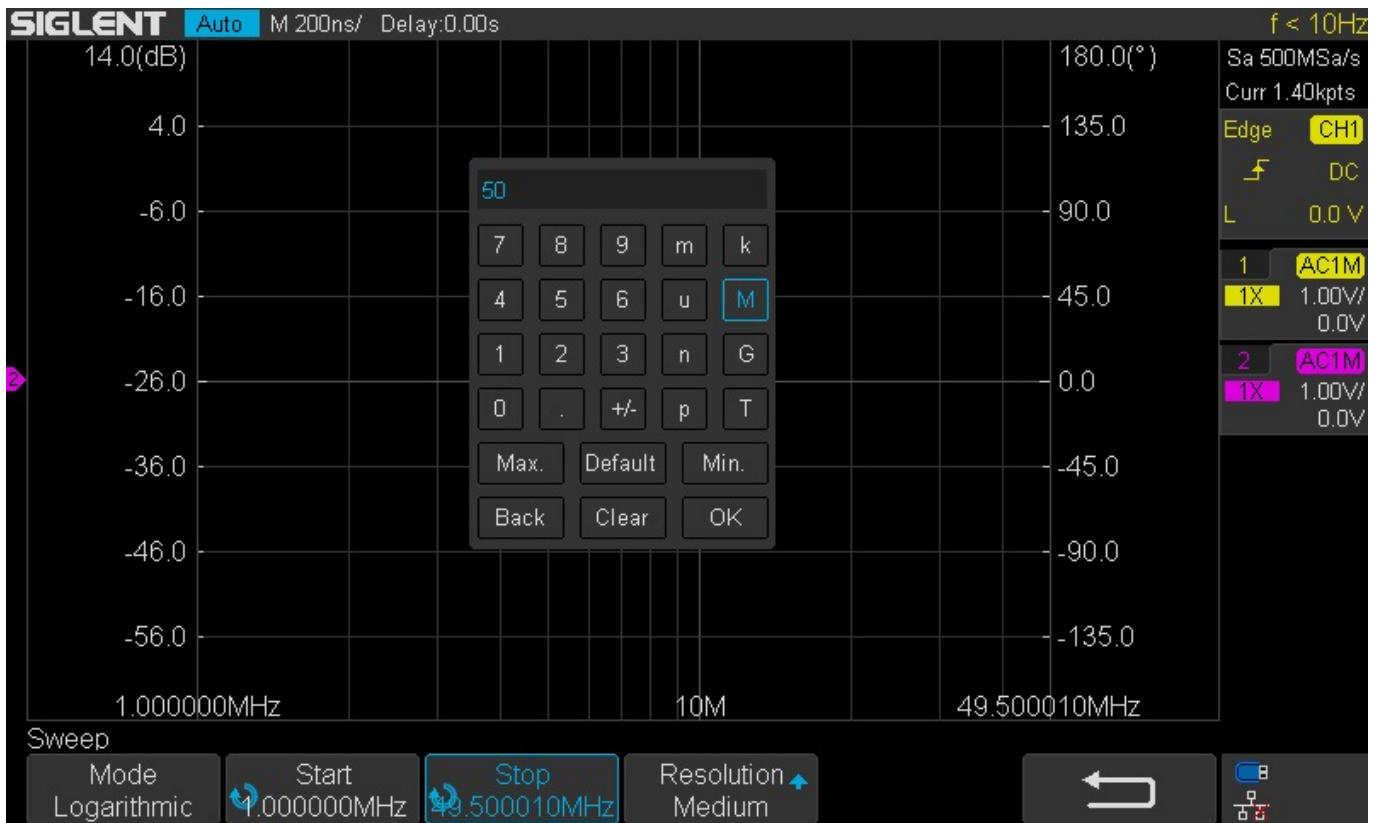 SIGLENT Auto M 200ns/ Delay:0.00s f < 10Hz
14.0(dB) 180.0(°) Sa 500MSa/s
Curr 1.40kpts
4.0 135.0 Edge CH1
DC
50
-6.0 90.0 L 0.0 V
7 8 9 m k
1 AC1M
-16.0 4 5 6 u M 45.0 1X 1.00V/
0.0V
1 2 3 n G
2 AC1M
2 -26.0 0.0 1X 1.00V/
0 . +/- p T 0.0V
-36.0 Max. Default Min. -45.0
Back Clear OK
-46.0 -90.0
-56.0 -135.0
1.000000MHz 10M 49.500010MHz
Sweep
Mode Start Stop Resolution
Logarithmic 1.000000MHz 49.500010MHz Medium